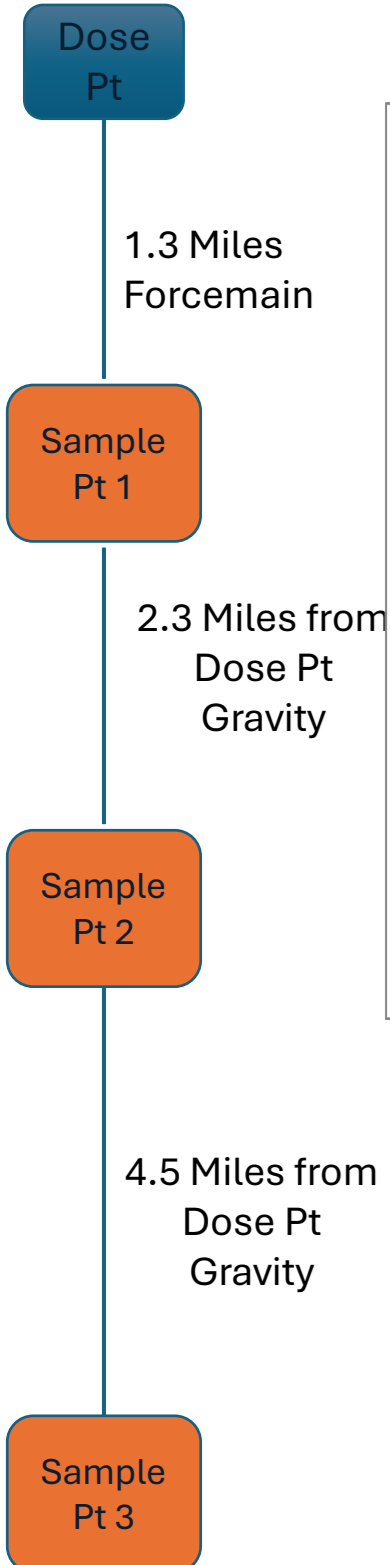 Dose
Pt
1.3 Miles
Forcemain
Sample
Pt 1
2.3 Miles from
Dose Pt
Gravity
Sample
Pt 2
4.5 Miles from
Dose Pt
Gravity
Sample
Pt 3